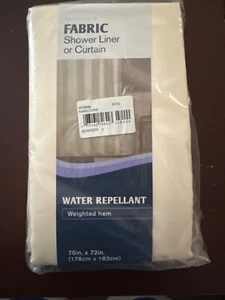 FABRIC
Shower Liner
or Curtain
WATER REPELLANT
Weighted hem
70in. x 72in.
(178cm x 183cm)